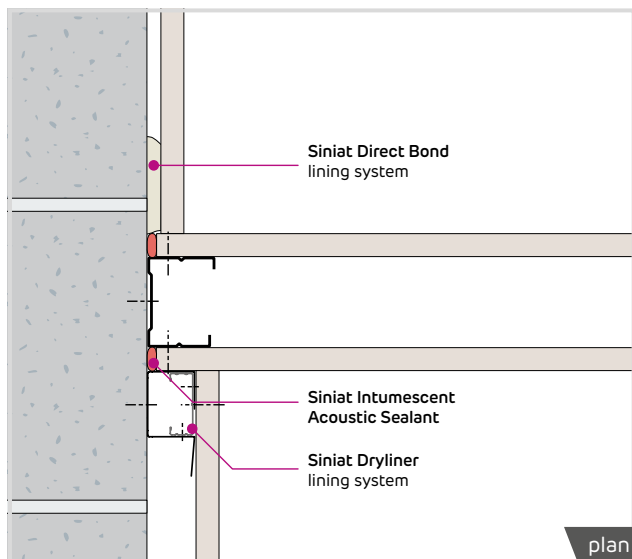 Siniat Direct Bond
lining system
Siniat Intumescent
Acoustic Sealant
Siniat Dryliner
lining system
plan